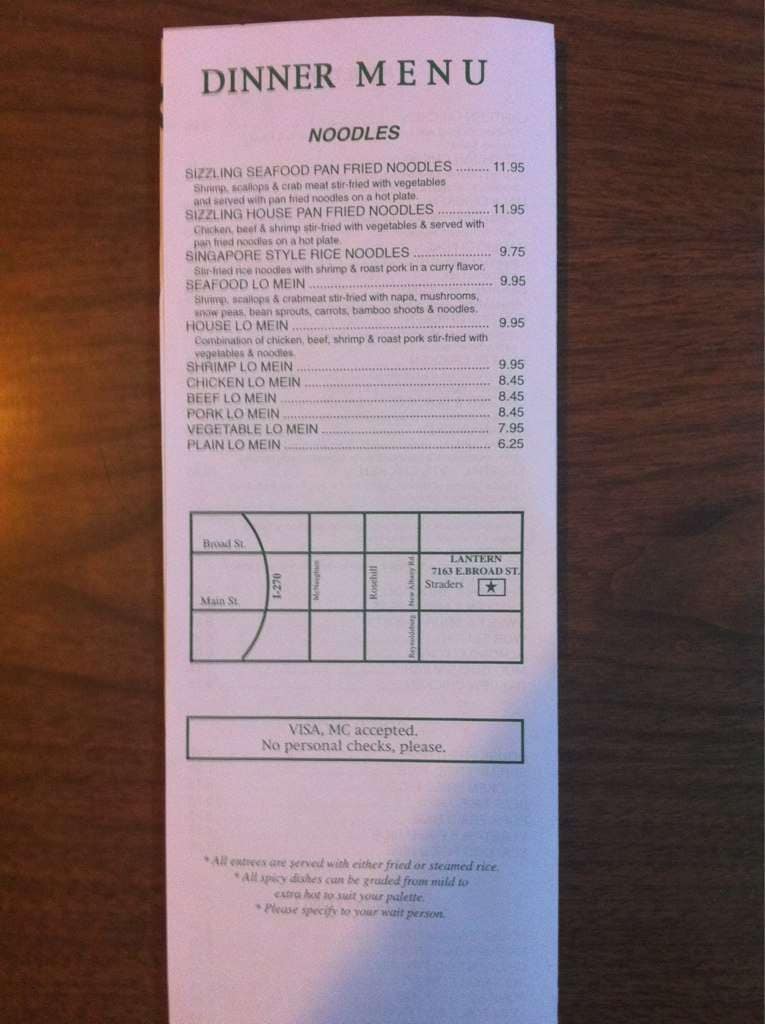 DINNER MENU
NOODLES
SIZZLING SEAFOOD PAN FRIED NOODLES ......... 11.95
Shrimp, scallops & crab meat stir-fried with vegetables
and served with pan fried noodles on a hot plate.
SIZZLING HOUSE PAN FRIED NOODLES .............. 11.95
Chicken, beef & shrimp stir-fried with vegetables & served with
pan fried noodles on a hot plate.
SINGAPORE STYLE RICE NOODLES ..................... 9.75
Stir-fried rice noodles with shrimp & roast pork in a curry flavor.
SEAFOOD LO MEIN .................................................. 9.95
Shrimp, scallops & crabmeat stir-fried with napa, mushrooms,
snow peas, bean sprouts, carrots, bamboo shoots & noodles.
HOUSE LO MEIN ...................................................... 9.95
Combination of chicken, beef, shrimp & roast pork stir-fried with
vegetables & noodles.
SHRIMP LO MEIN ..................................................... 9.95
CHICKEN LO MEIN ................................................... 8.45
BEEF LO MEIN ......................................................... 8.45
PORK LO MEIN ......................................................... 8.45
VEGETABLE LO MEIN .............................................. 7.95
PLAIN LO MEIN ........................................................ 6.25
Broad St.
Main St.
I-270
McNaughten
Rosehill
Reynoldsburg New Albany Rd.
LANTERN
7163 E.BROAD ST.
Straders
VISA, MC accepted.
No personal checks, please.
* All entrees are served with either fried or steamed rice.
* All spicy dishes can be graded from mild to
extra hot to suit your palette.
* Please specify to your wait person.